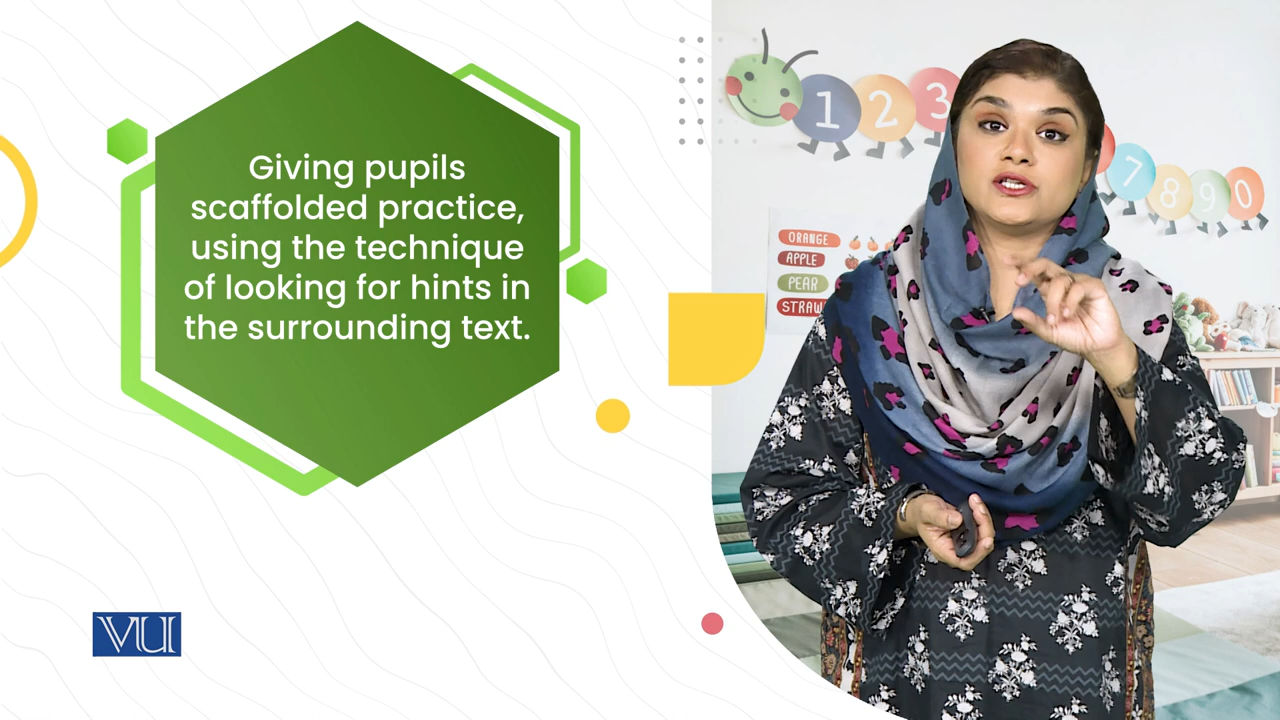 Giving pupils
scaffolded practice,
using the technique
of looking for hints in
the surrounding text.
VU
1 2 3
7 8 9 0
ORANGE
APPLE
PEAR
STRAW